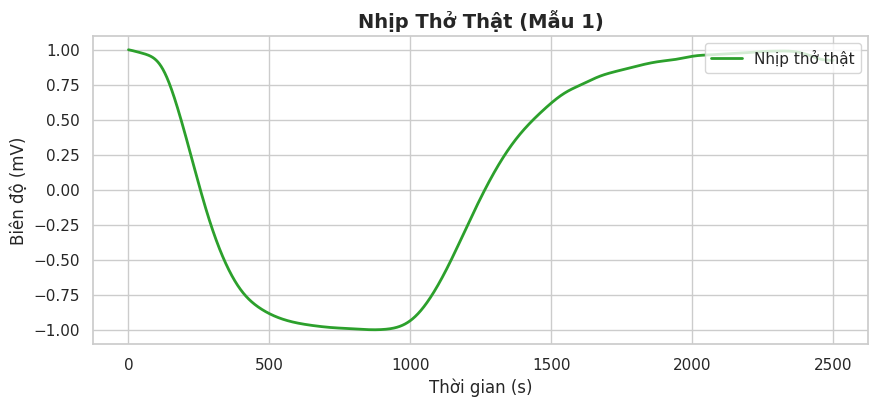 Nhịp Thở Thật (Mẫu 1)
1.00
0.75
0.50
0.25
0.00
−0.25
−0.50
−0.75
−1.00
Biên độ (mV)
Nhịp thở thật
0 500 1000 1500 2000 2500
Thời gian (s)